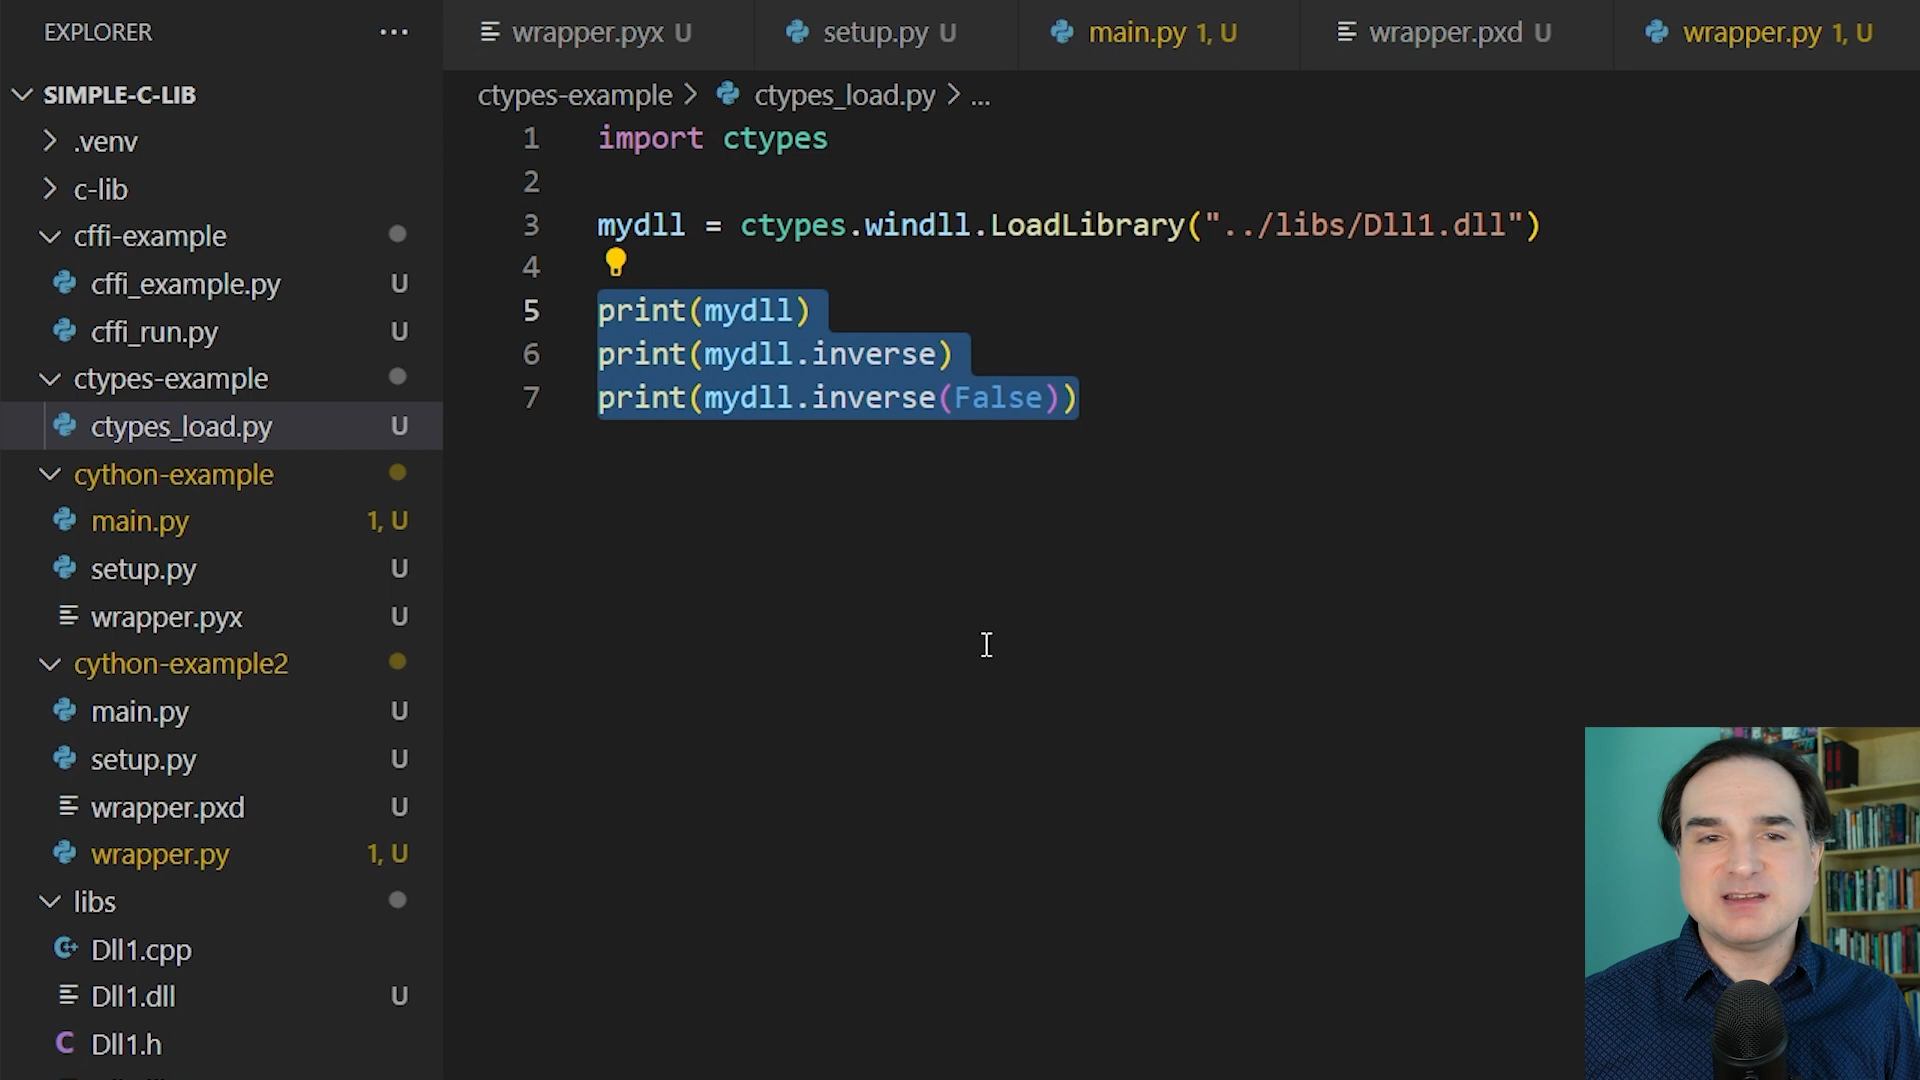 EXPLORER ...
wrapper.pyx U
setup.py U
main.py 1, U
wrapper.pxd U
wrapper.py 1, U
SIMPLE-C-LIB
.venv
c-lib
cffi-example
cffi_example.py U
cffi_run.py U
ctypes-example
ctypes_load.py U
cython-example
main.py 1, U
setup.py U
wrapper.pyx U
cython-example2
main.py U
setup.py U
wrapper.pxd U
wrapper.py 1, U
libs
Dll1.cpp
Dll1.dll U
Dll1.h
ctypes-example > ctypes_load.py > ...
1 import ctypes
2
3 mydll = ctypes.windll.LoadLibrary("../libs/Dll1.dll")
4
5 print(mydll)
6 print(mydll.inverse)
7 print(mydll.inverse(False))